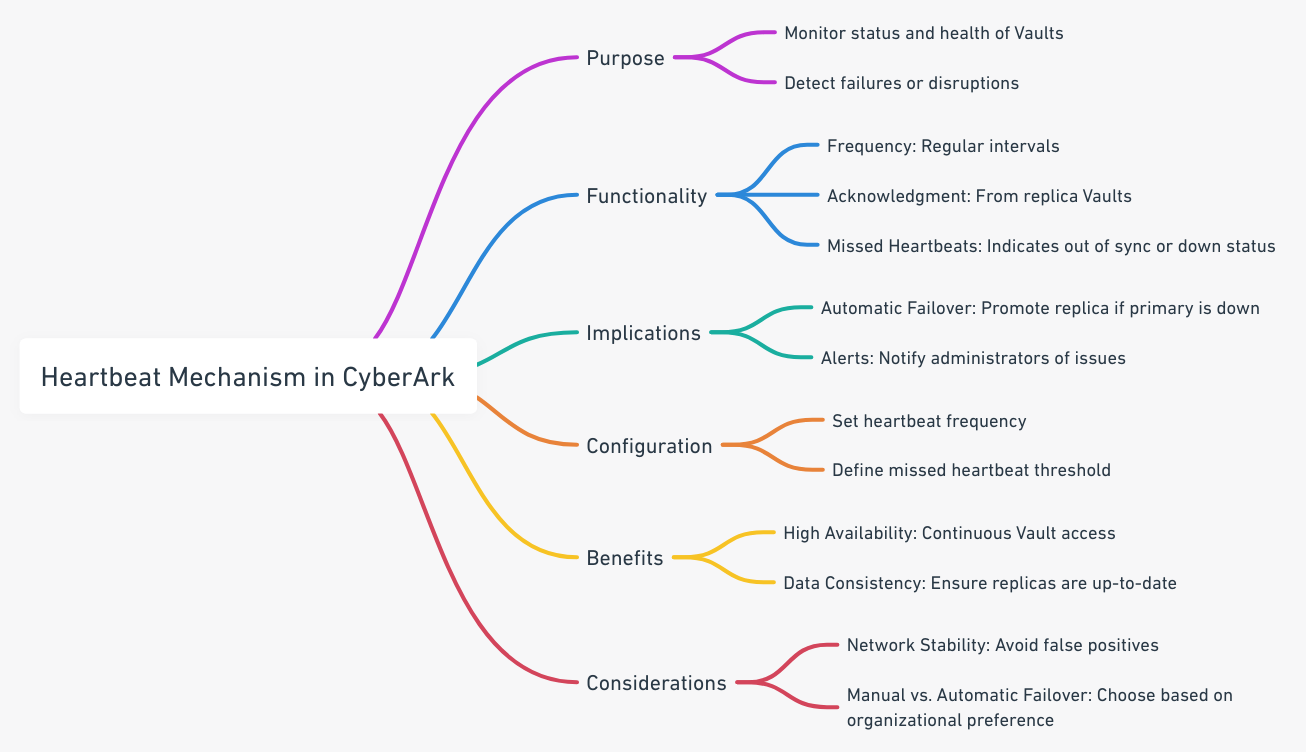 Heartbeat Mechanism in CyberArk
Purpose
Monitor status and health of Vaults
Detect failures or disruptions
Functionality
Frequency: Regular intervals
Acknowledgment: From replica Vaults
Missed Heartbeats: Indicates out of sync or down status
Implications
Automatic Failover: Promote replica if primary is down
Alerts: Notify administrators of issues
Configuration
Set heartbeat frequency
Define missed heartbeat threshold
Benefits
High Availability: Continuous Vault access
Data Consistency: Ensure replicas are up-to-date
Considerations
Network Stability: Avoid false positives
Manual vs. Automatic Failover: Choose based on
organizational preference